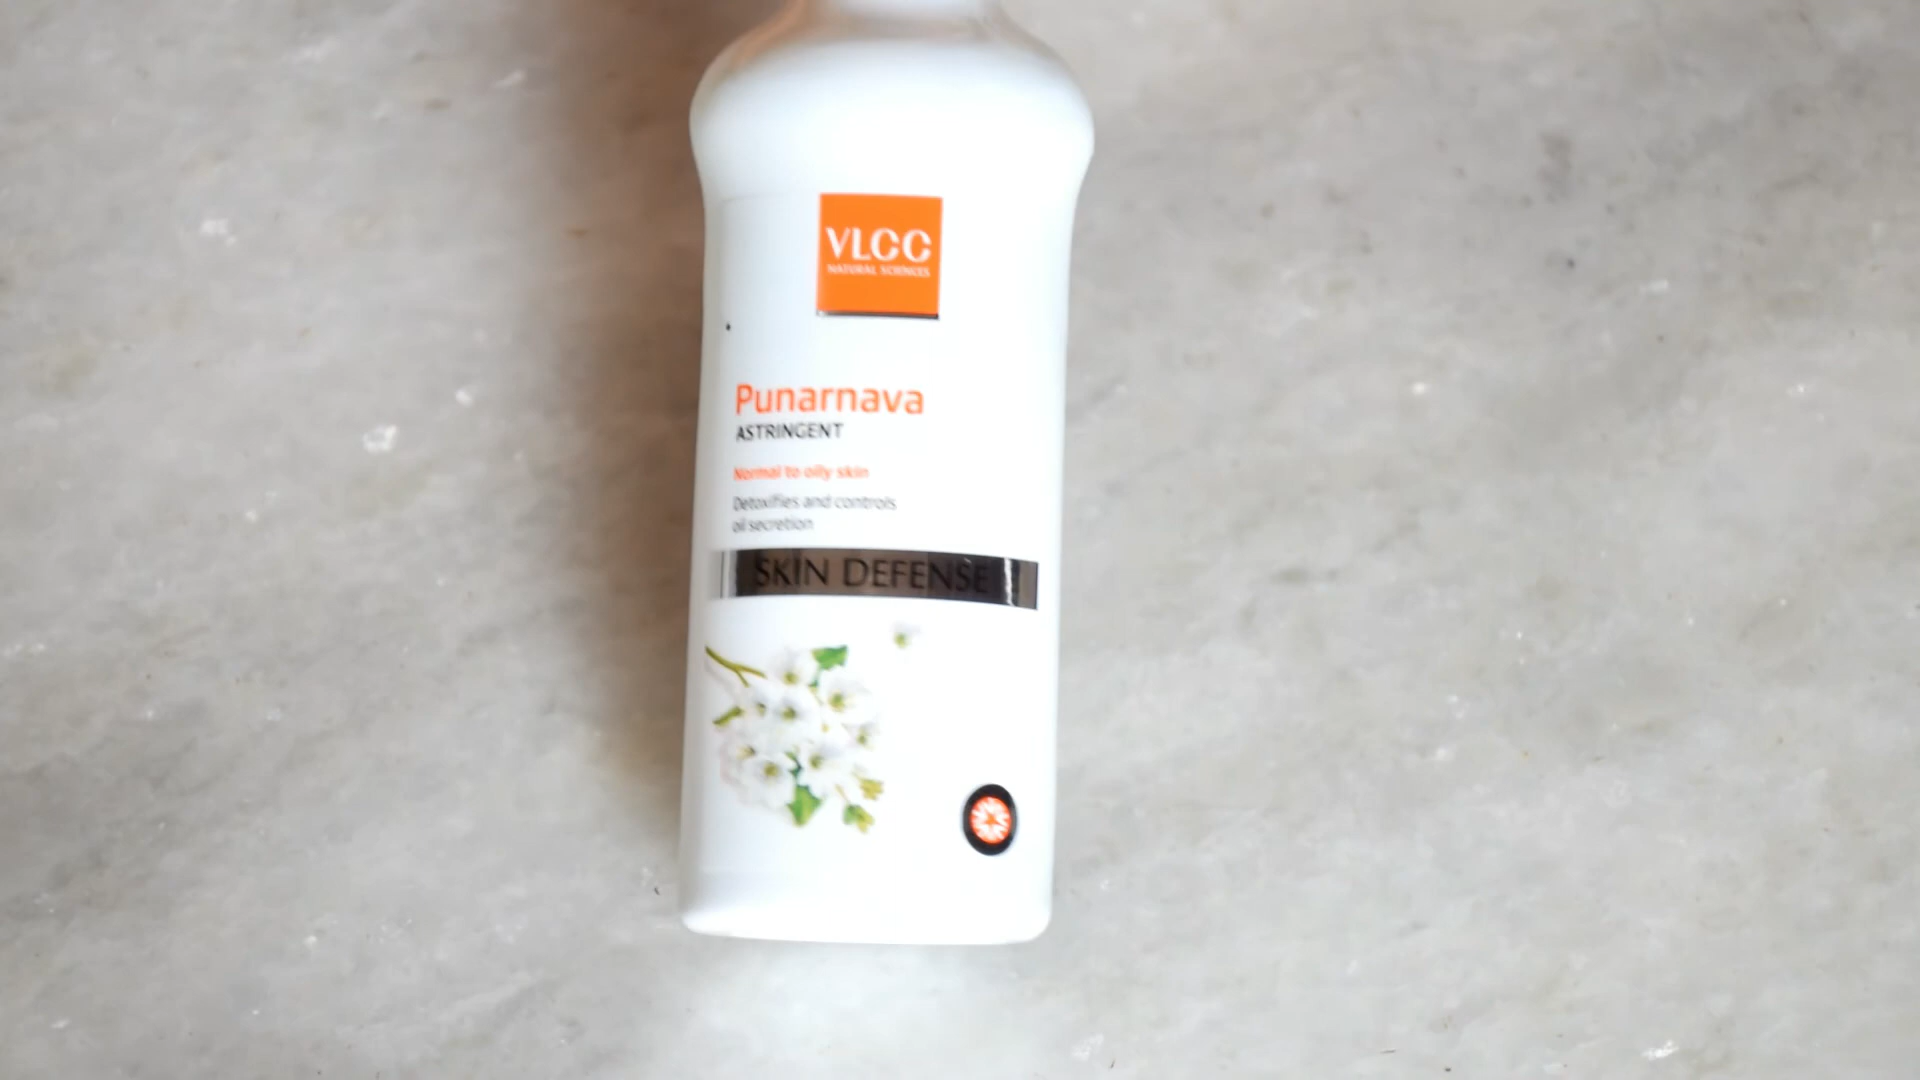 VLCC
NATURAL SCIENCES
Punarnava
ASTRINGENT
Normal to oily skin
Detoxifies and controls
oil secretion
SKIN DEFENSE